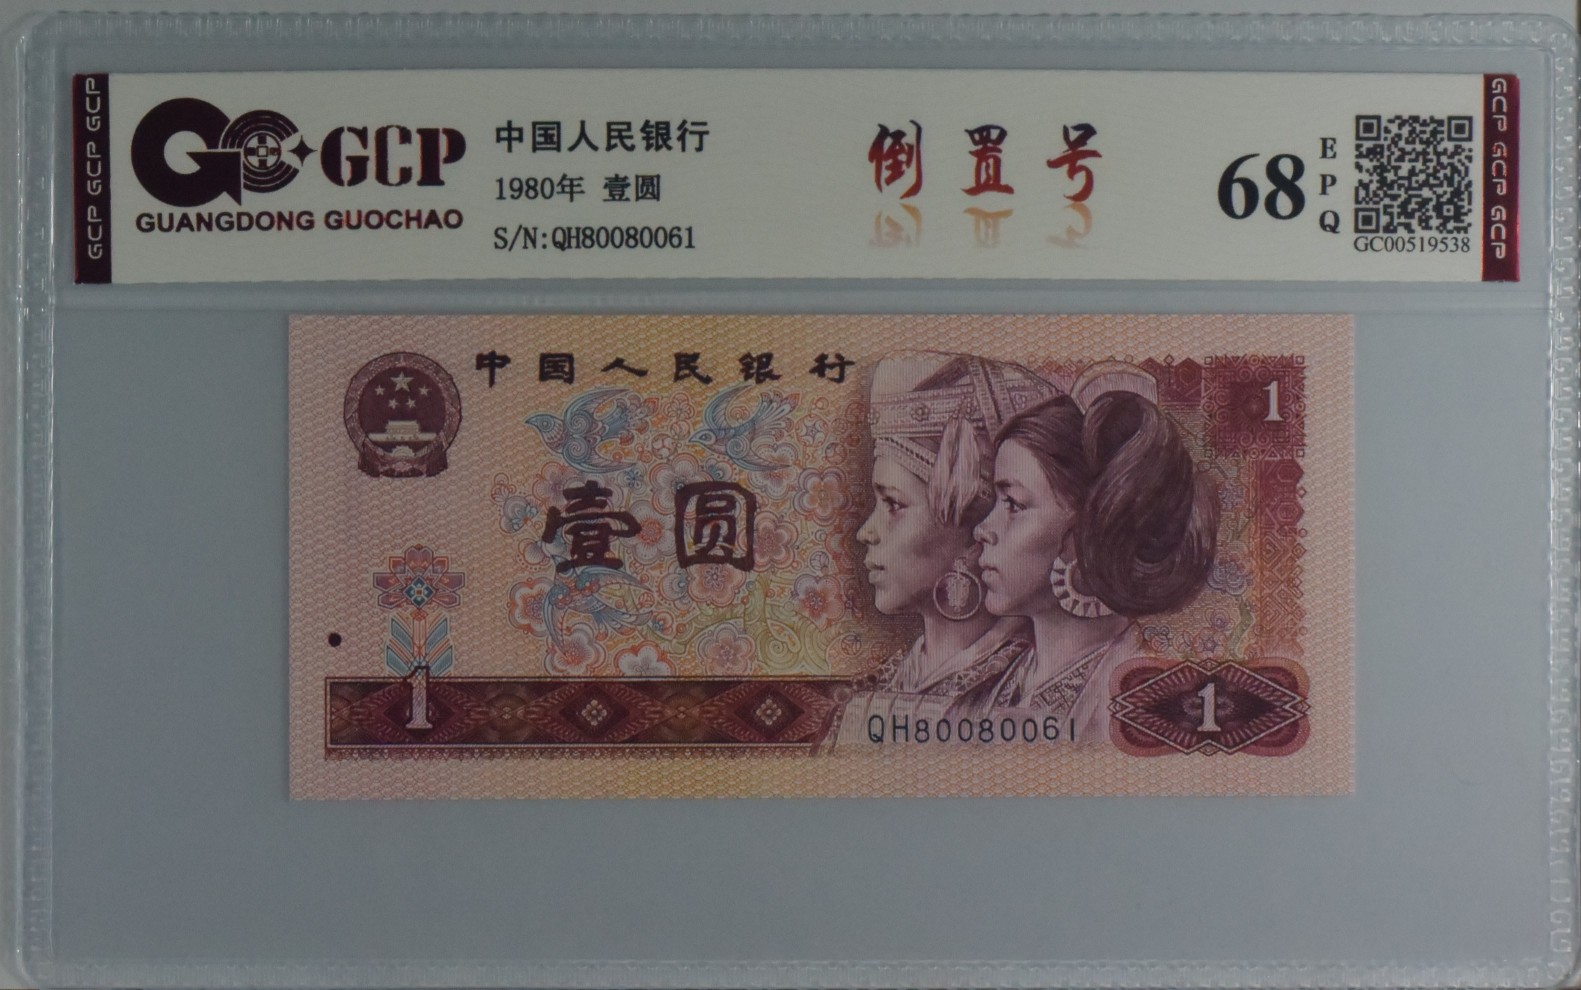 GCP GCP GCP
GCP
GUANGDONG GUOCHAO
中国人民银行
1980年 壹圆
S/N:QH80080061
倒置号
68
EPQ
GC00519538
GCP GCP GCP
中国人民银行
1
壹圆
1
QH80080061
1